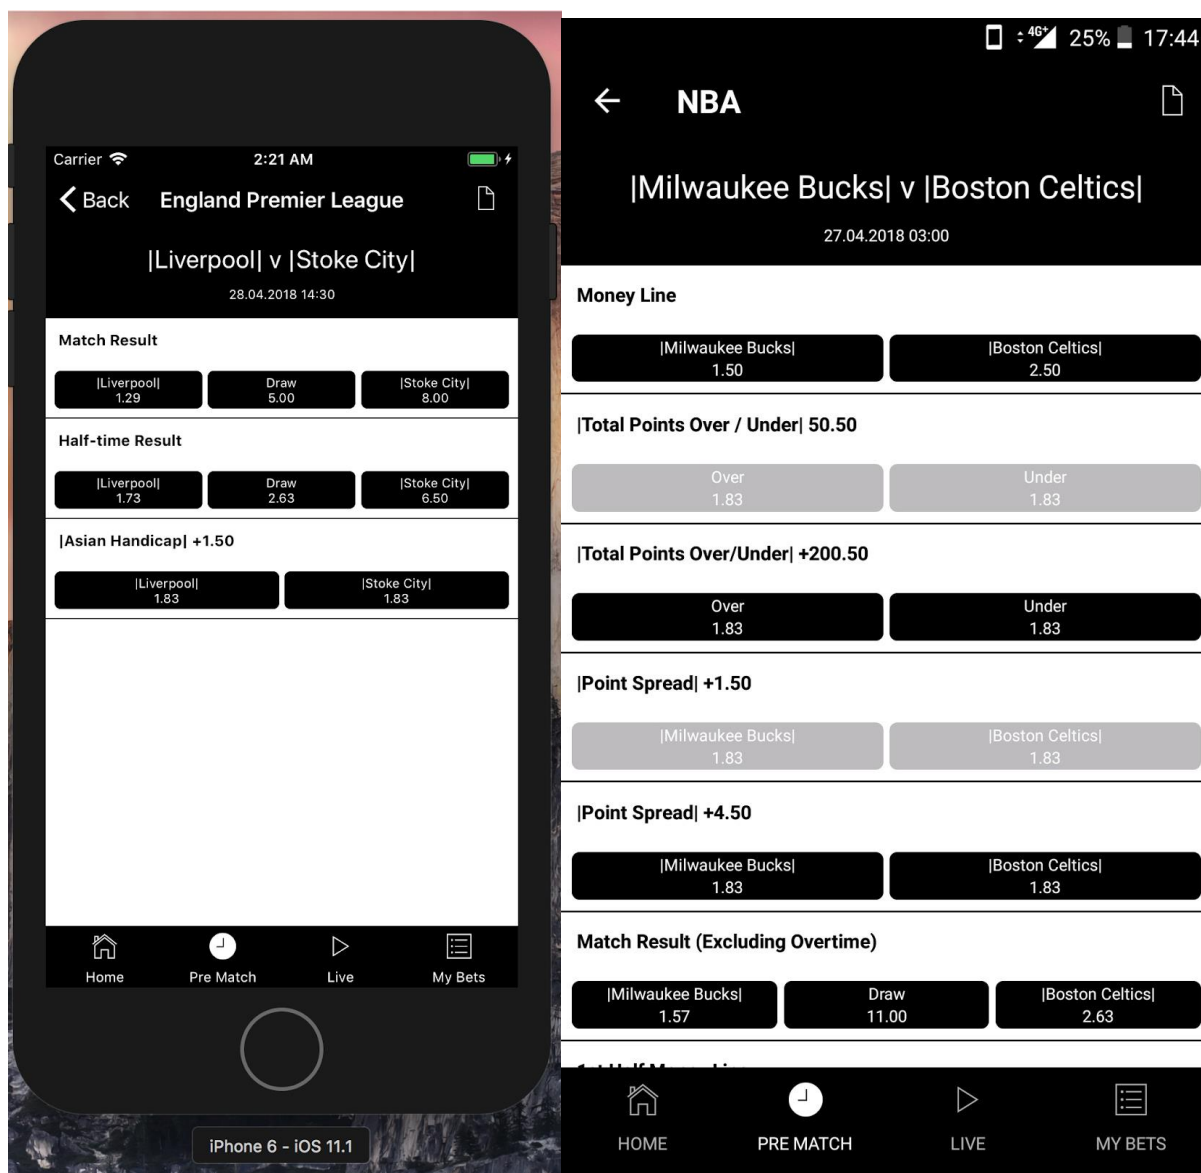 Carrier 2:21 AM
Back England Premier League
|Liverpool| v |Stoke City|
28.04.2018 14:30
Match Result
|Liverpool| Draw |Stoke City|
1.29 5.00 8.00
Half-time Result
|Liverpool| Draw |Stoke City|
1.73 2.63 6.50
|Asian Handicap| +1.50
|Liverpool| |Stoke City|
1.83 1.83
Home Pre Match Live My Bets
iPhone 6 - iOS 11.1
4G+ 25% 17:44
NBA
|Milwaukee Bucks| v |Boston Celtics|
27.04.2018 03:00
Money Line
|Milwaukee Bucks| |Boston Celtics|
1.50 2.50
|Total Points Over / Under| 50.50
Over Under
1.83 1.83
|Total Points Over/Under| +200.50
Over Under
1.83 1.83
|Point Spread| +1.50
|Milwaukee Bucks| |Boston Celtics|
1.83 1.83
|Point Spread| +4.50
|Milwaukee Bucks| |Boston Celtics|
1.83 1.83
Match Result (Excluding Overtime)
|Milwaukee Bucks| Draw |Boston Celtics|
1.57 11.00 2.63
HOME PRE MATCH LIVE MY BETS